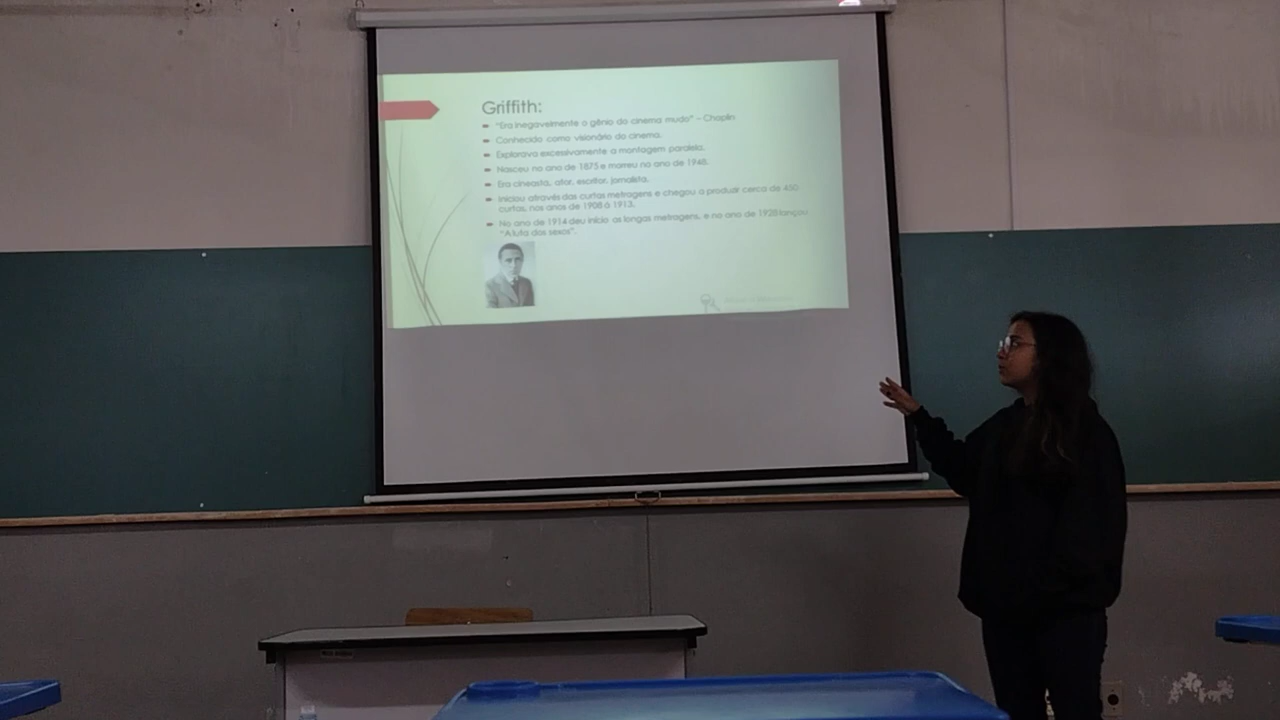 Griffith:
"Era inegavelmente o gênio do cinema mudo" – Chaplin
Conhecido como visionário do cinema.
Explorava excessivamente a montagem paralela.
Nasceu no ano de 1875 e morreu no ano de 1948.
Era cineasta, ator, escritor, jornalista.
Iniciou através das curtas metragens e chegou a produzir cerca de 450
curtas, nos anos de 1908 à 1913.
No ano de 1914 deu início as longas metragens, e no ano de 1928 lançou
"A luta dos sexos".